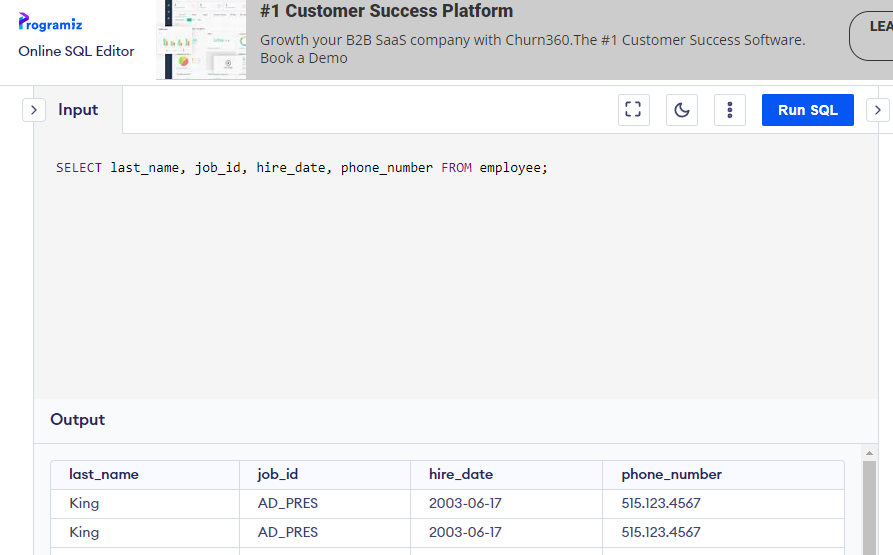 Programiz
Online SQL Editor
#1 Customer Success Platform
Growth your B2B SaaS company with Churn360.The #1 Customer Success Software.
Book a Demo
LEA
Input
Run SQL
SELECT last_name, job_id, hire_date, phone_number FROM employee;
Output
last_name job_id hire_date phone_number
King AD_PRES 2003-06-17 515.123.4567
King AD_PRES 2003-06-17 515.123.4567